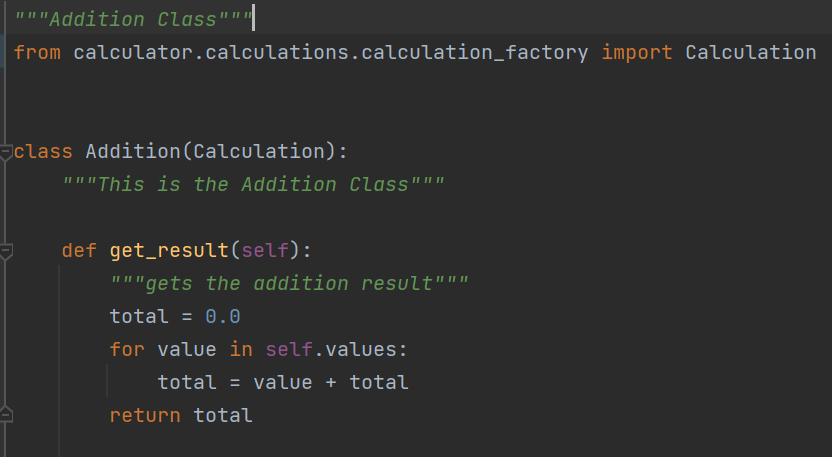 """Addition Class"""
from calculator.calculations.calculation_factory import Calculation
class Addition(Calculation):
"""This is the Addition Class"""
def get_result(self):
"""gets the addition result"""
total = 0.0
for value in self.values:
total = value + total
return total